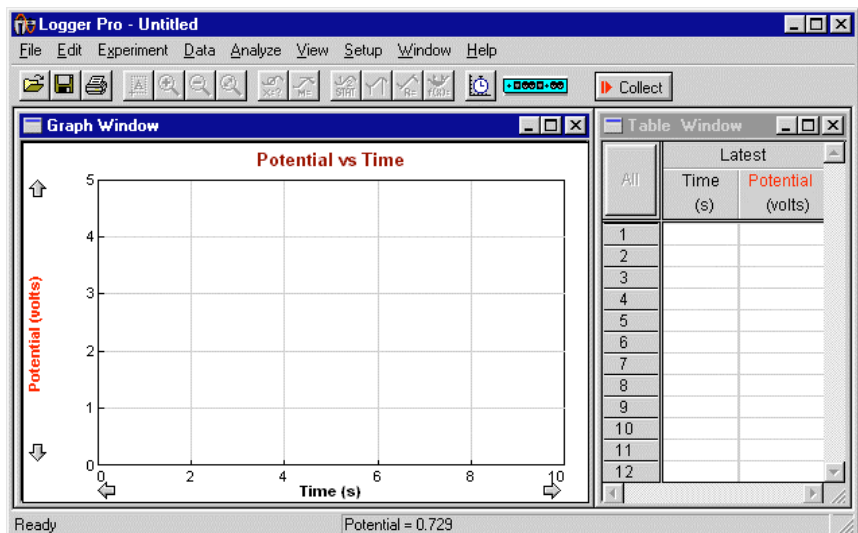 Logger Pro - Untitled
File Edit Experiment Data Analyze View Setup Window Help
X=? M= STAT R= f(x)= Collect
Graph Window
Potential vs Time
Potential (volts)
5
4
3
2
1
0
0 2 4 6 8 10
Time (s)
Table Window
All
Latest
Time Potential
(s) (volts)
1
2
3
4
5
6
7
8
9
10
11
12
Ready Potential = 0.729